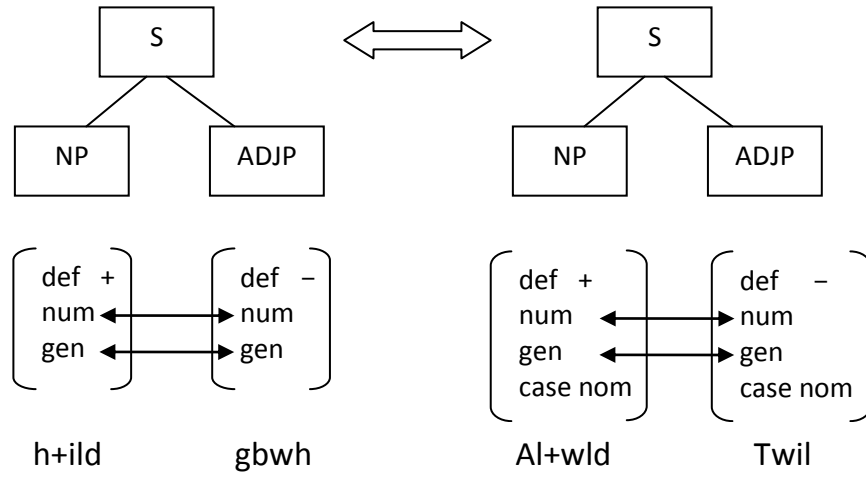 S S
NP ADJP NP ADJP
def + def − def + def −
num num num num
gen gen gen gen
case nom case nom
h+ild gbwh Al+wld Twil